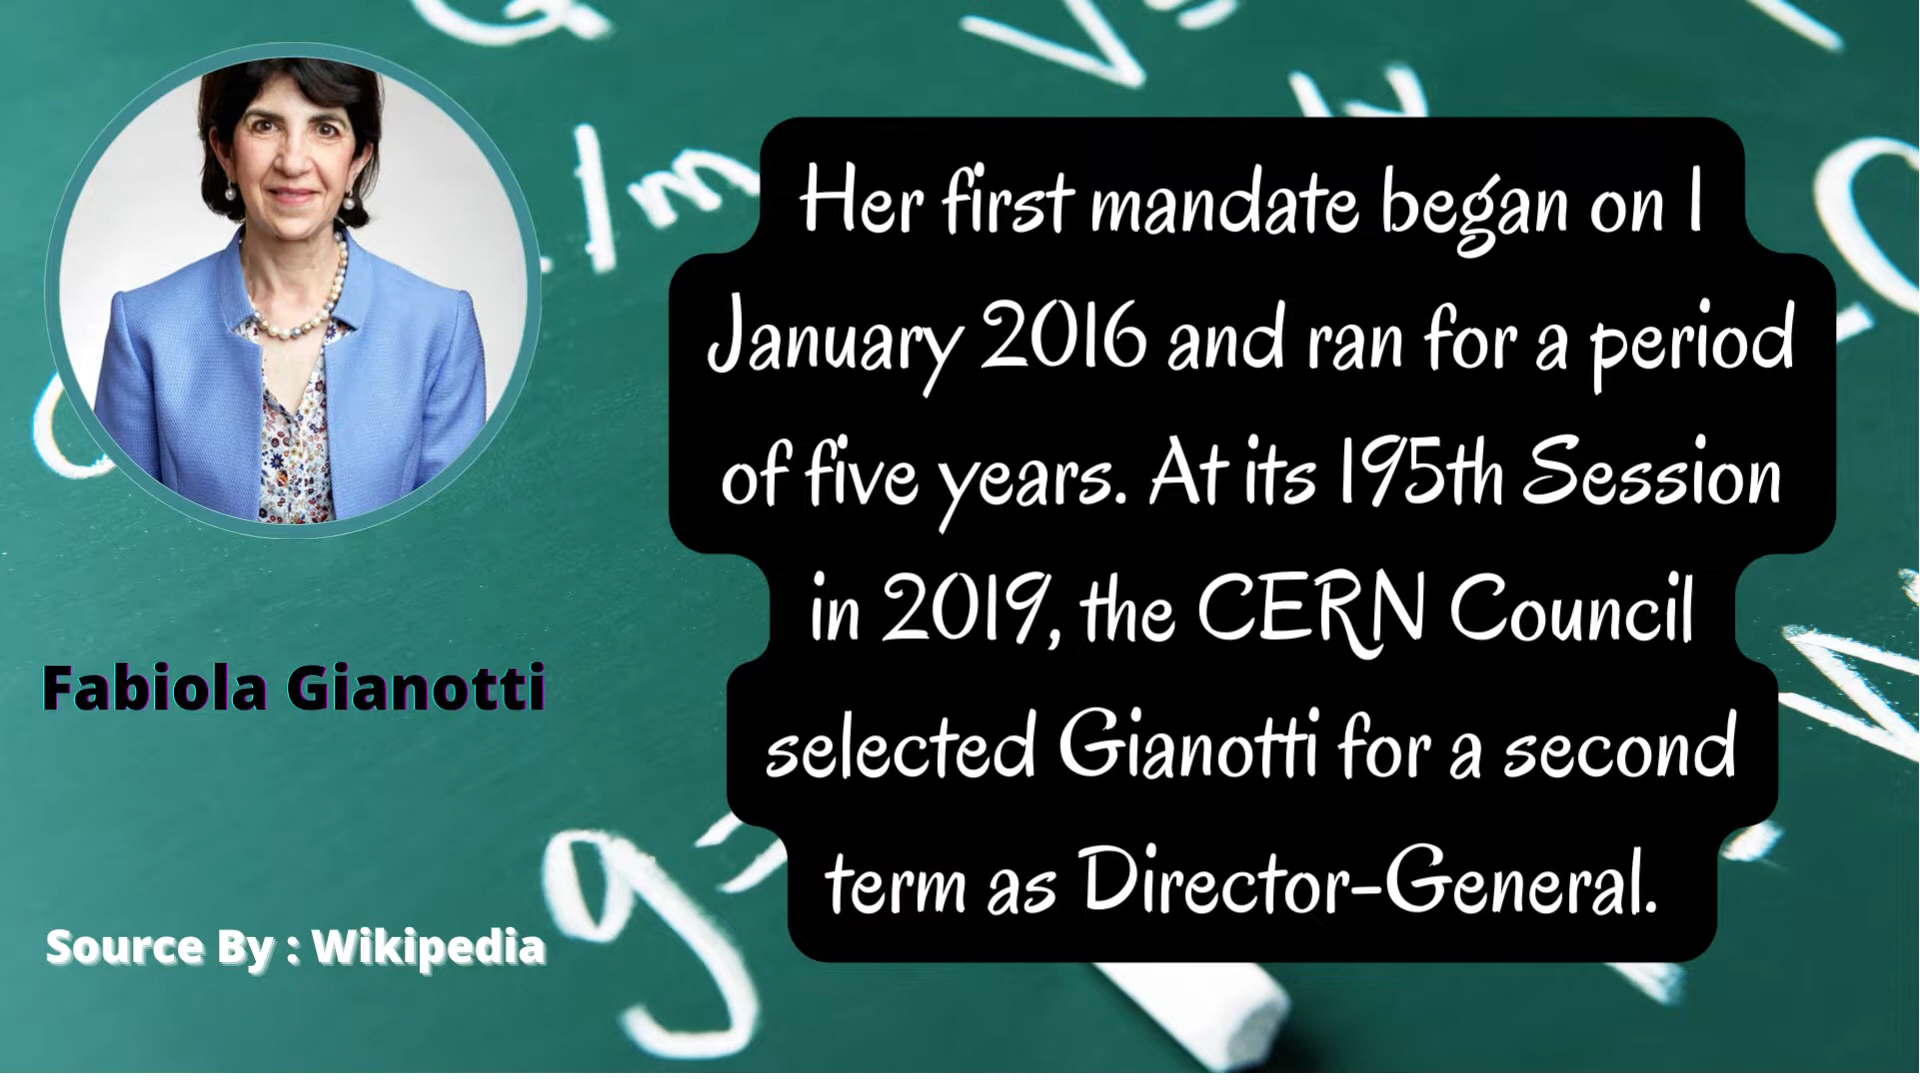 Her first mandate began on 1
January 2016 and ran for a period
of five years. At its 195th Session
in 2019, the CERN Council
selected Gianotti for a second
term as Director-General.
Fabiola Gianotti
Source By : Wikipedia
/m
g=